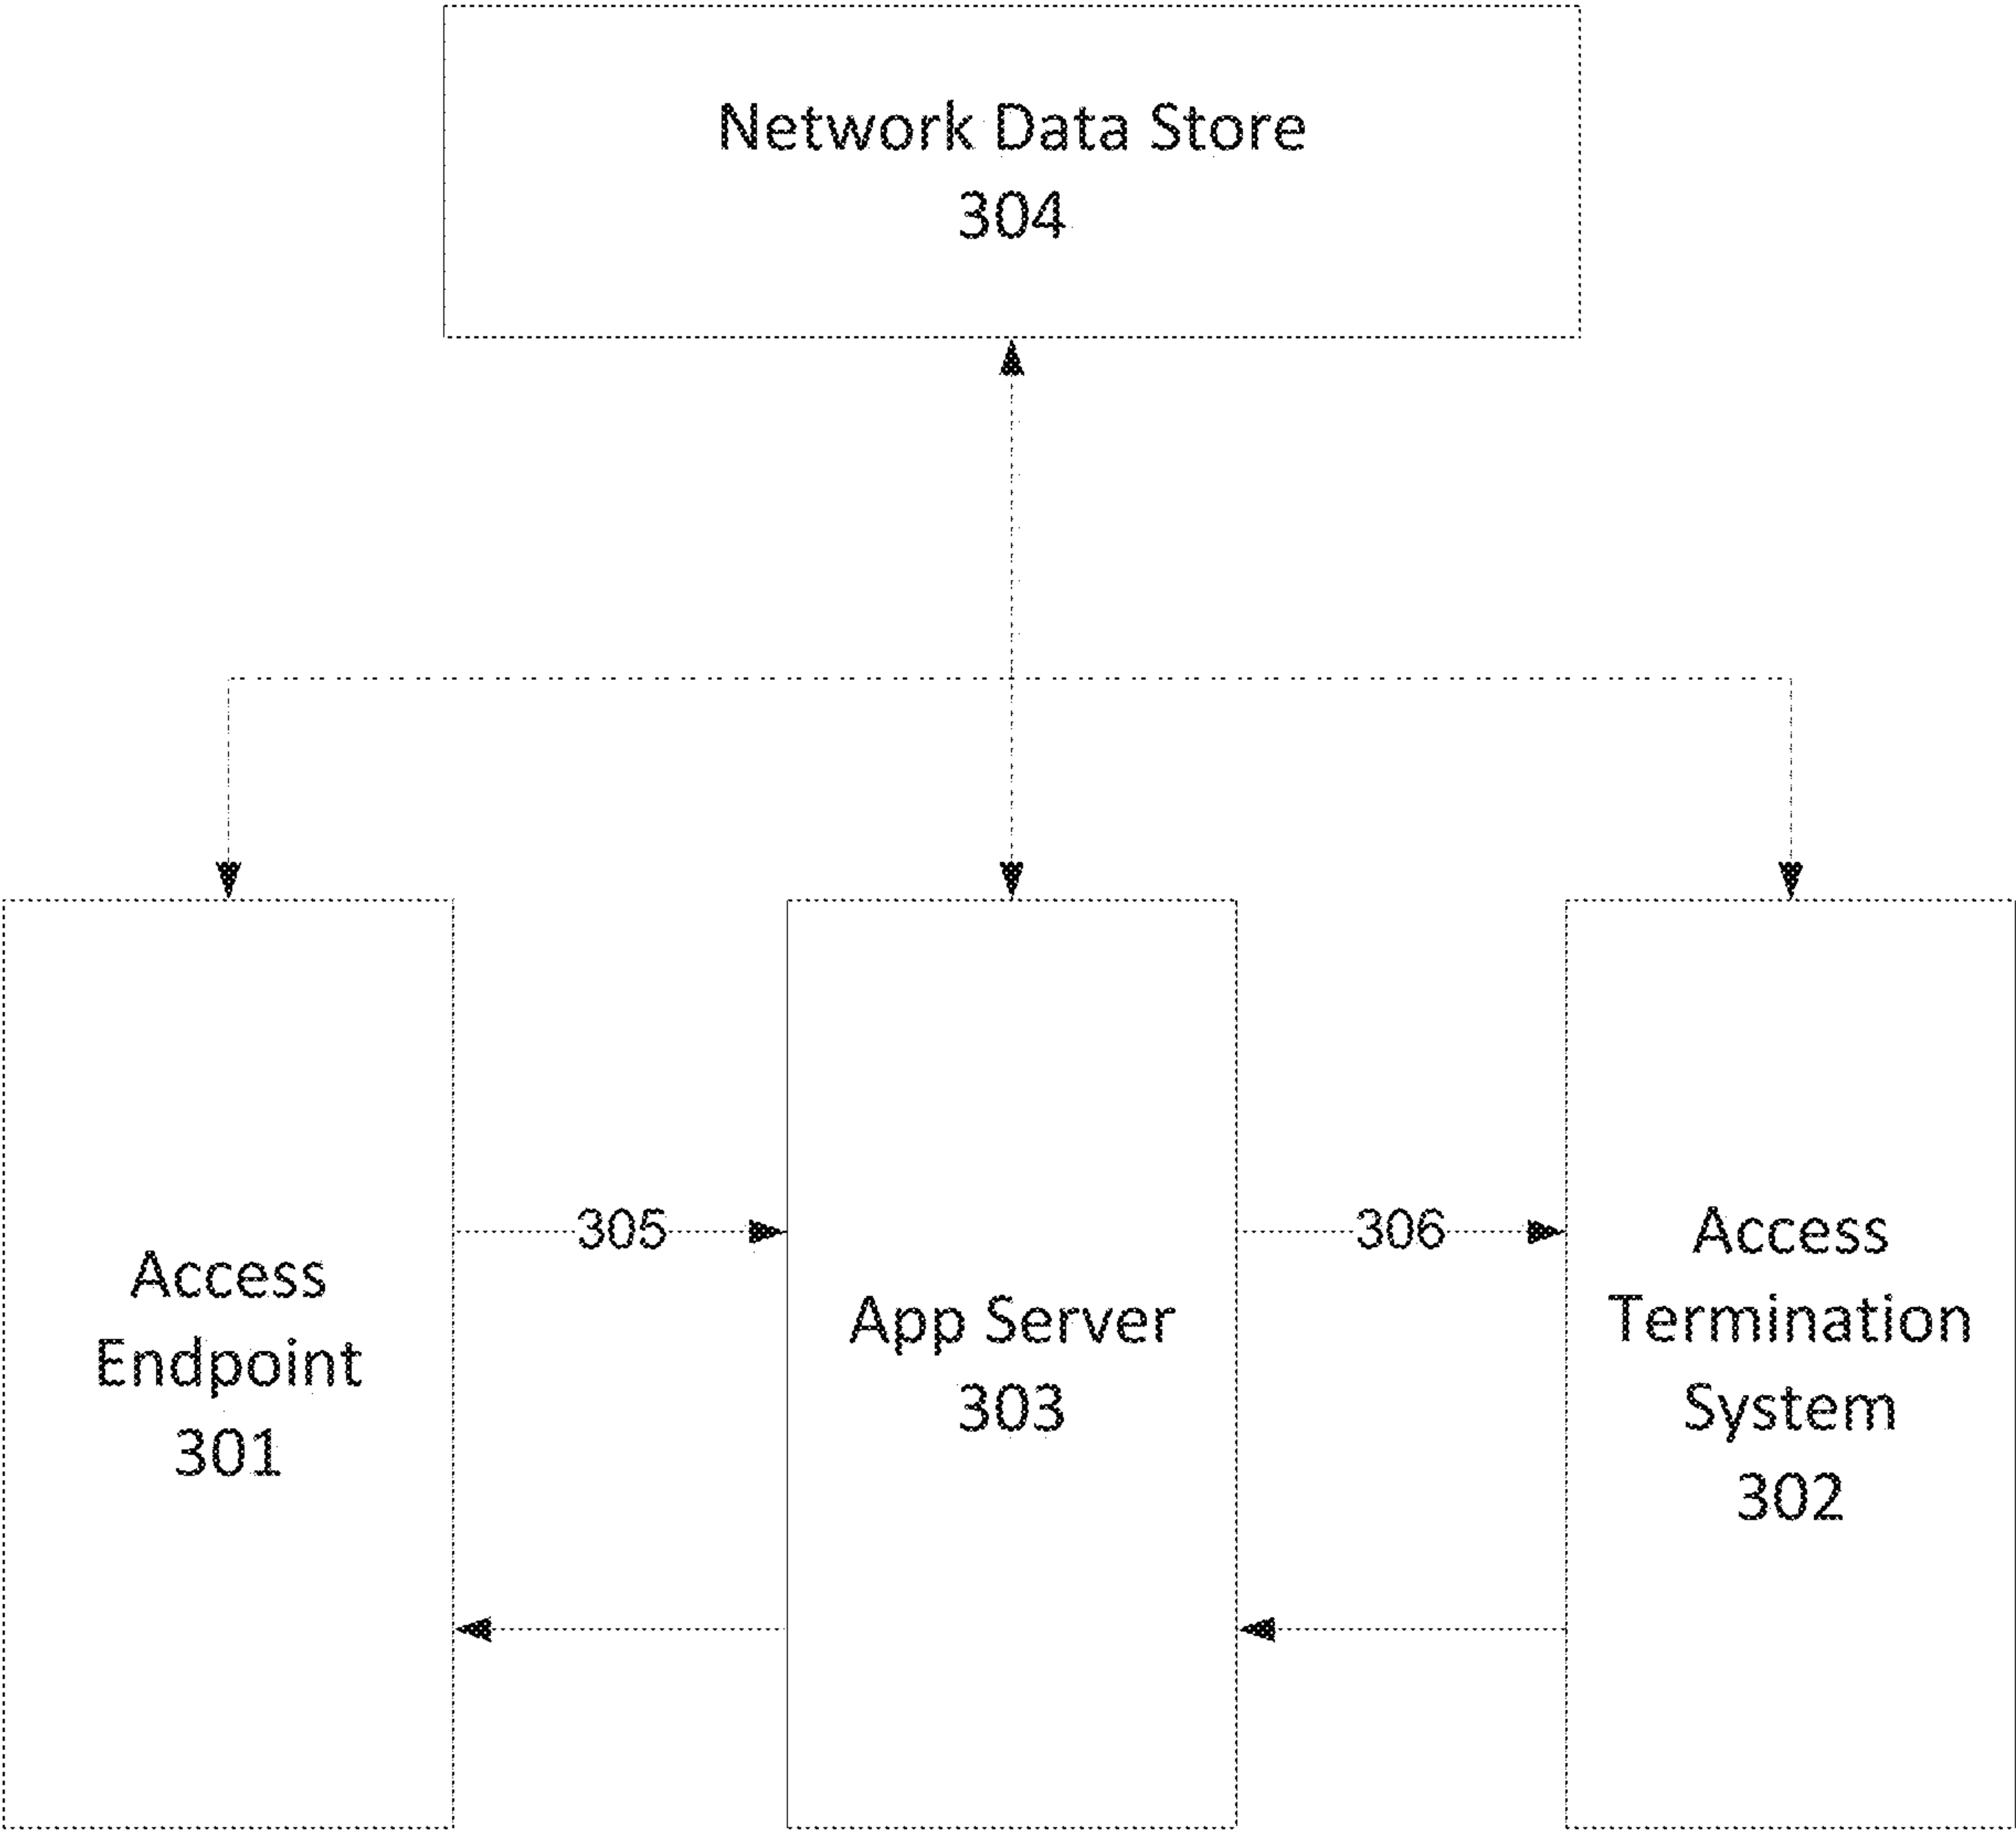 Network Data Store
304
305
306
Access
Endpoint
301
App Server
303
Access
Termination
System
302